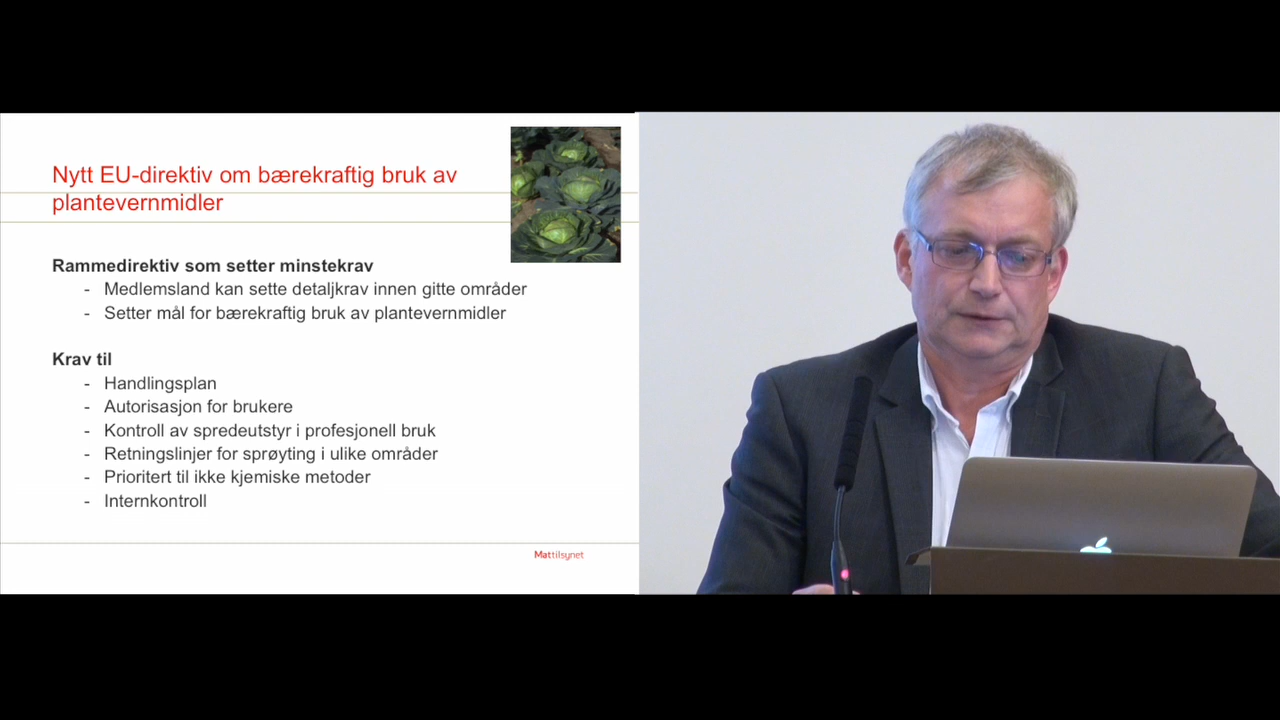 Nytt EU-direktiv om bærekraftig bruk av
plantevernmidler
Rammedirektiv som setter minstekrav
- Medlemsland kan sette detaljkrav innen gitte områder
- Setter mål for bærekraftig bruk av plantevernmidler
Krav til
- Handlingsplan
- Autorisasjon for brukere
- Kontroll av spredeutstyr i profesjonell bruk
- Retningslinjer for sprøyting i ulike områder
- Prioritert til ikke kjemiske metoder
- Internkontroll
Mattilsynet